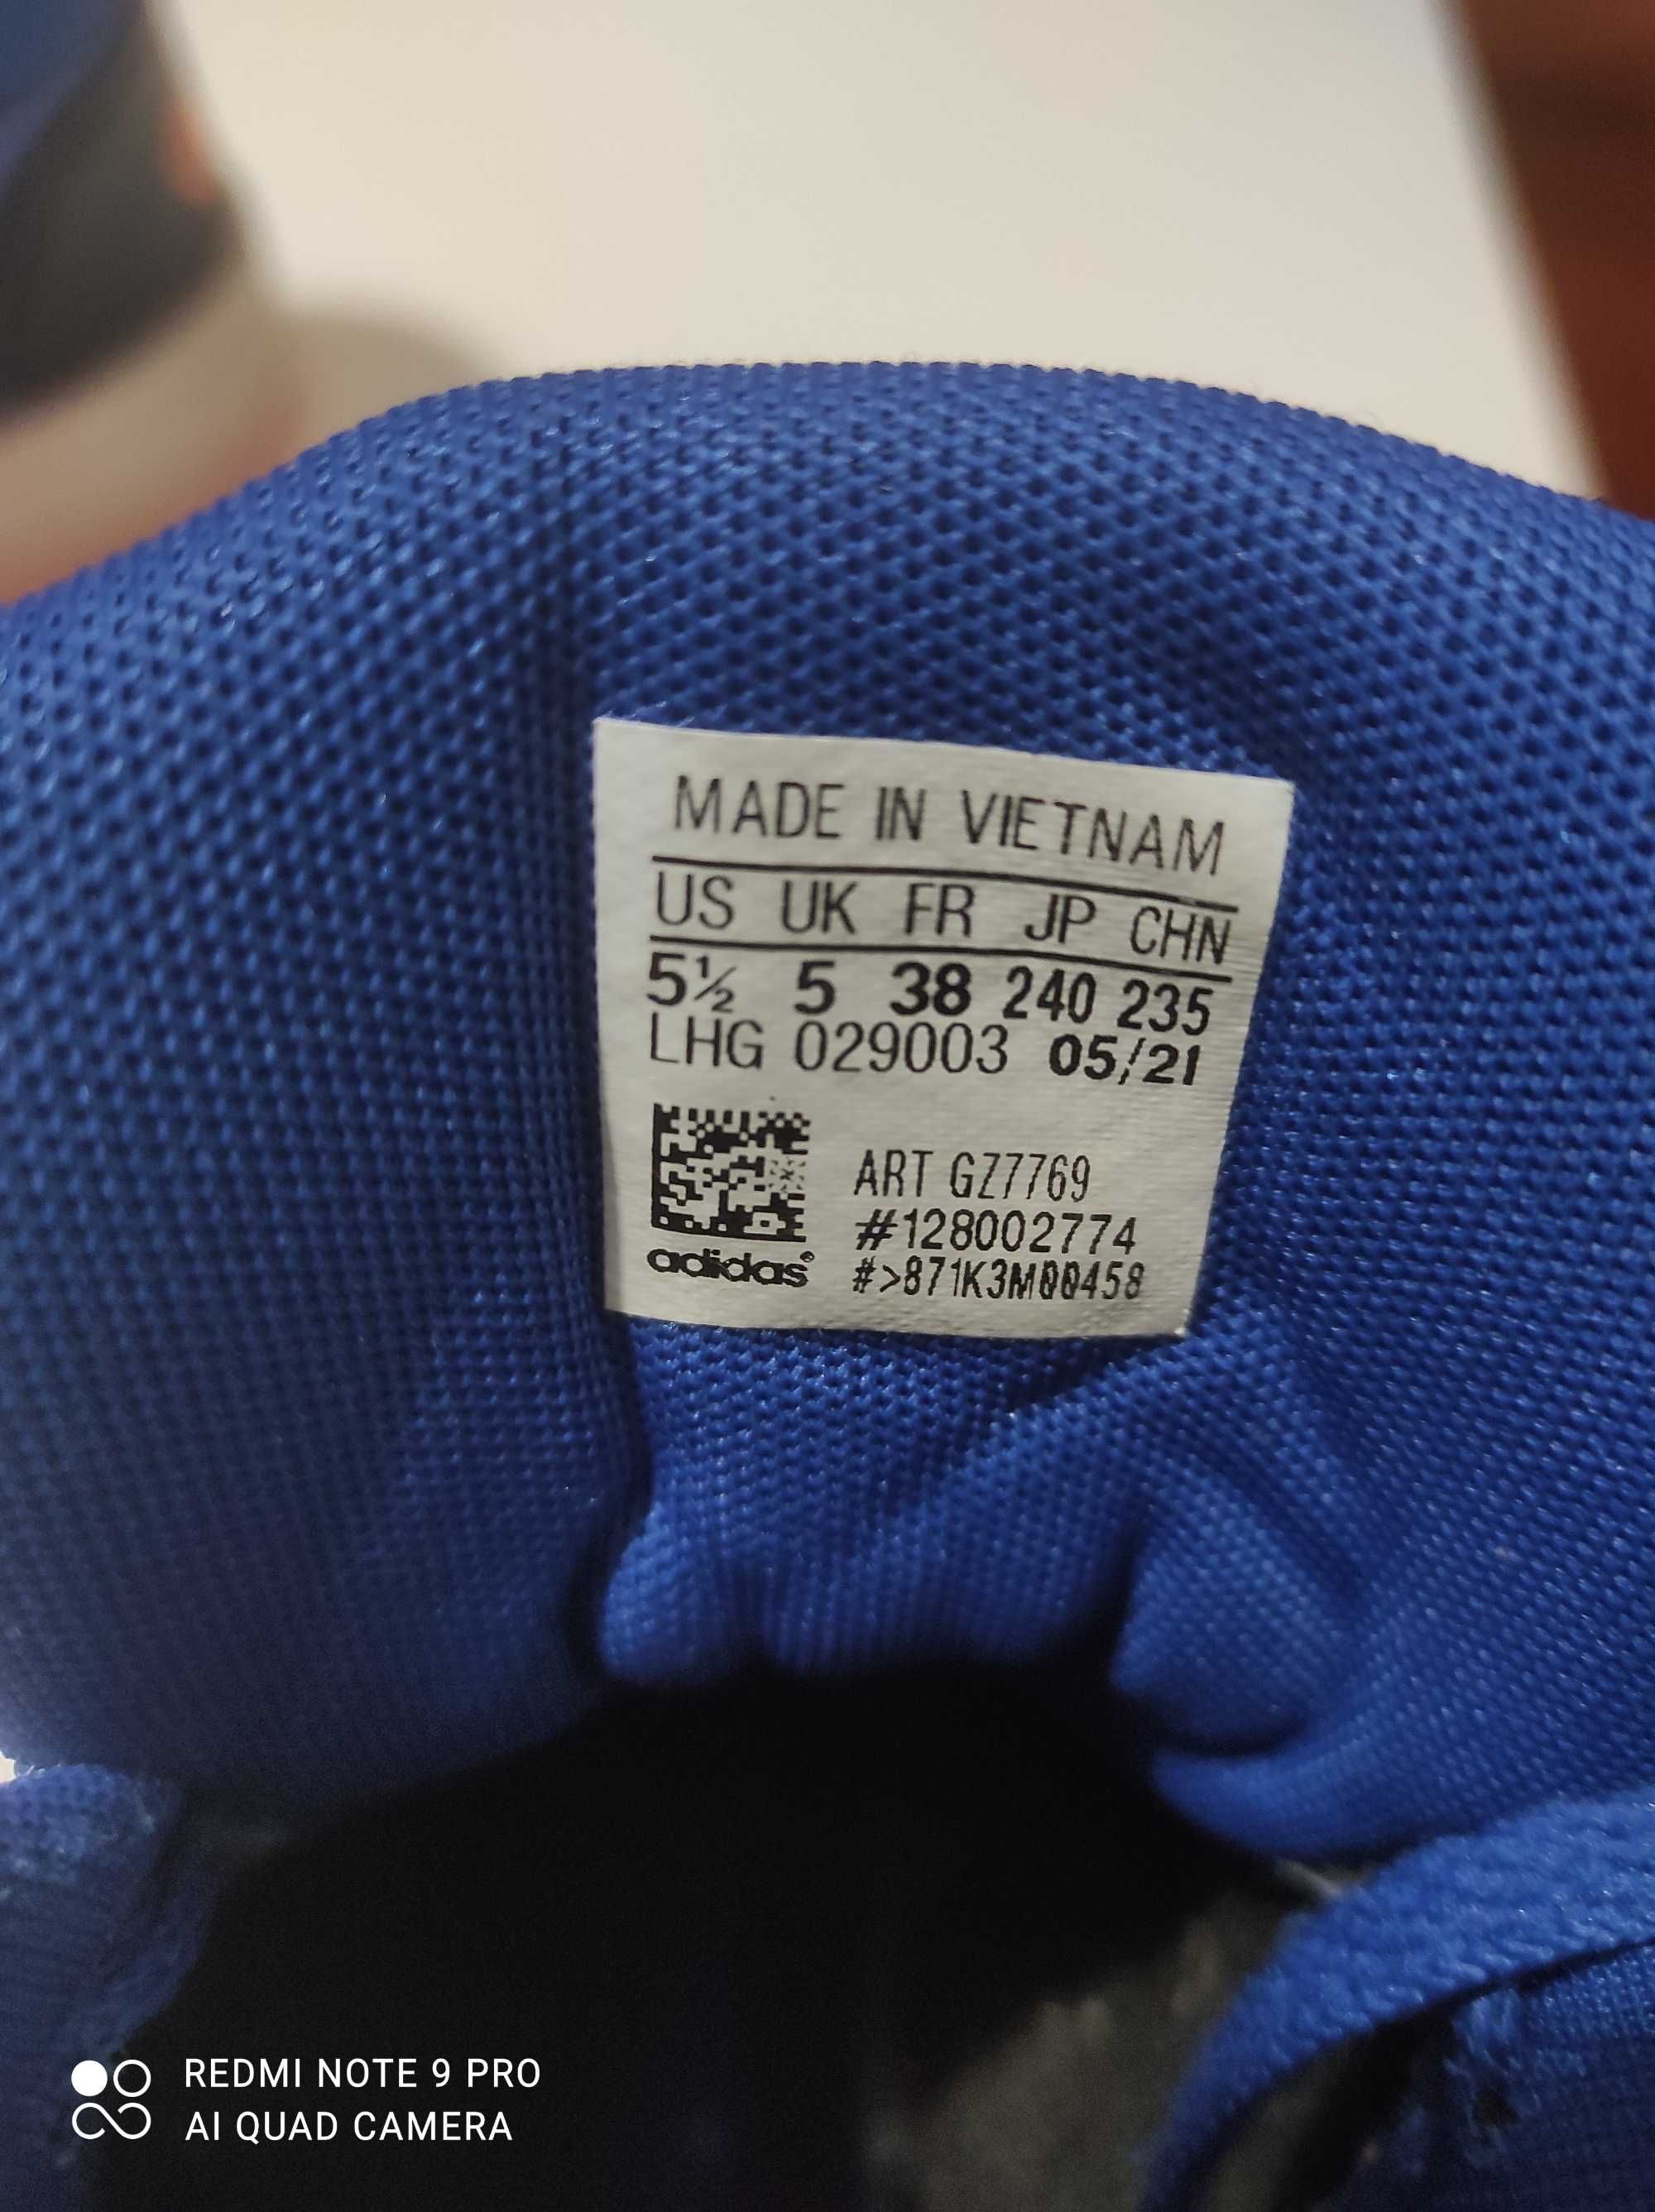 MADE IN VIETNAM
US UK FR JP CHN
5½ 5 38 240 235
LHG 029003 05/21
ART GZ7769
#128002774
adidas® #>871K3M00458
REDMI NOTE 9 PRO
AI QUAD CAMERA